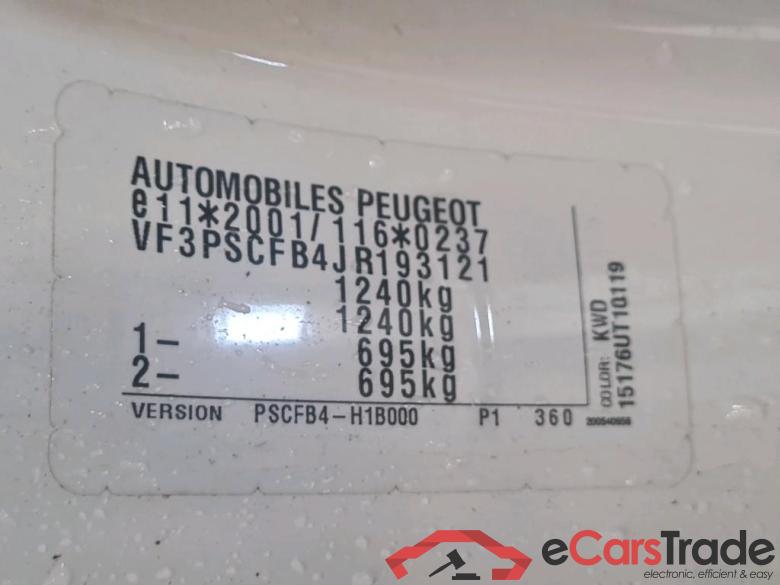 AUTOMOBILES PEUGEOT
e11*2001/116*0237
VF3PSCFB4JR193121
1240kg
1240kg
1- 695kg
2- 695kg
VERSION PSCFB4-H1B000 P1 360
COLOR: KWD
15176UT10119
eCarsTrade
electronic, efficient & easy